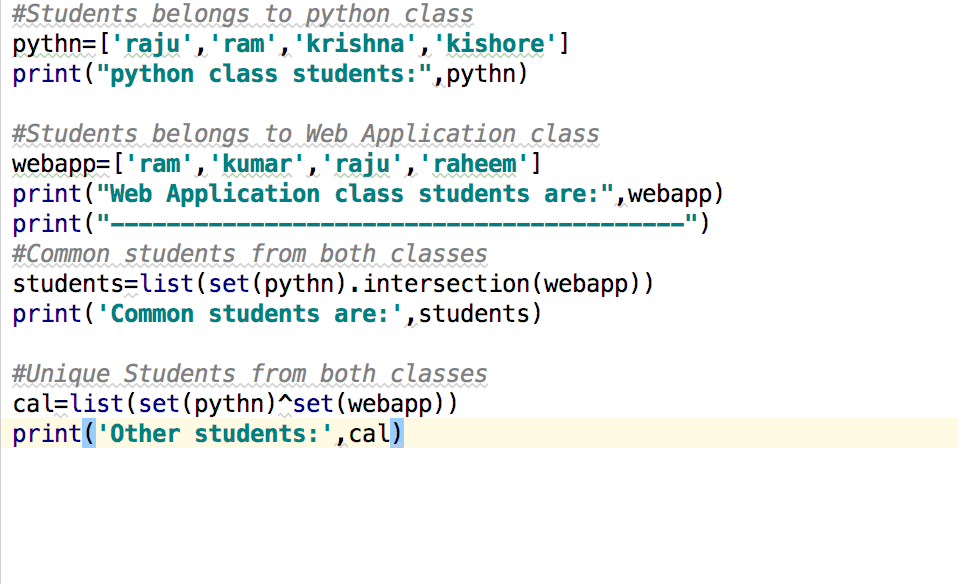 #Students belongs to python class
pythn=['raju','ram','krishna','kishore']
print("python class students:",pythn)
#Students belongs to Web Application class
webapp=['ram','kumar','raju','raheem']
print("Web Application class students are:",webapp)
print("-----------------------------------------")
#Common students from both classes
students=list(set(pythn).intersection(webapp))
print('Common students are:',students)
#Unique Students from both classes
cal=list(set(pythn)^set(webapp))
print('Other students:',cal)